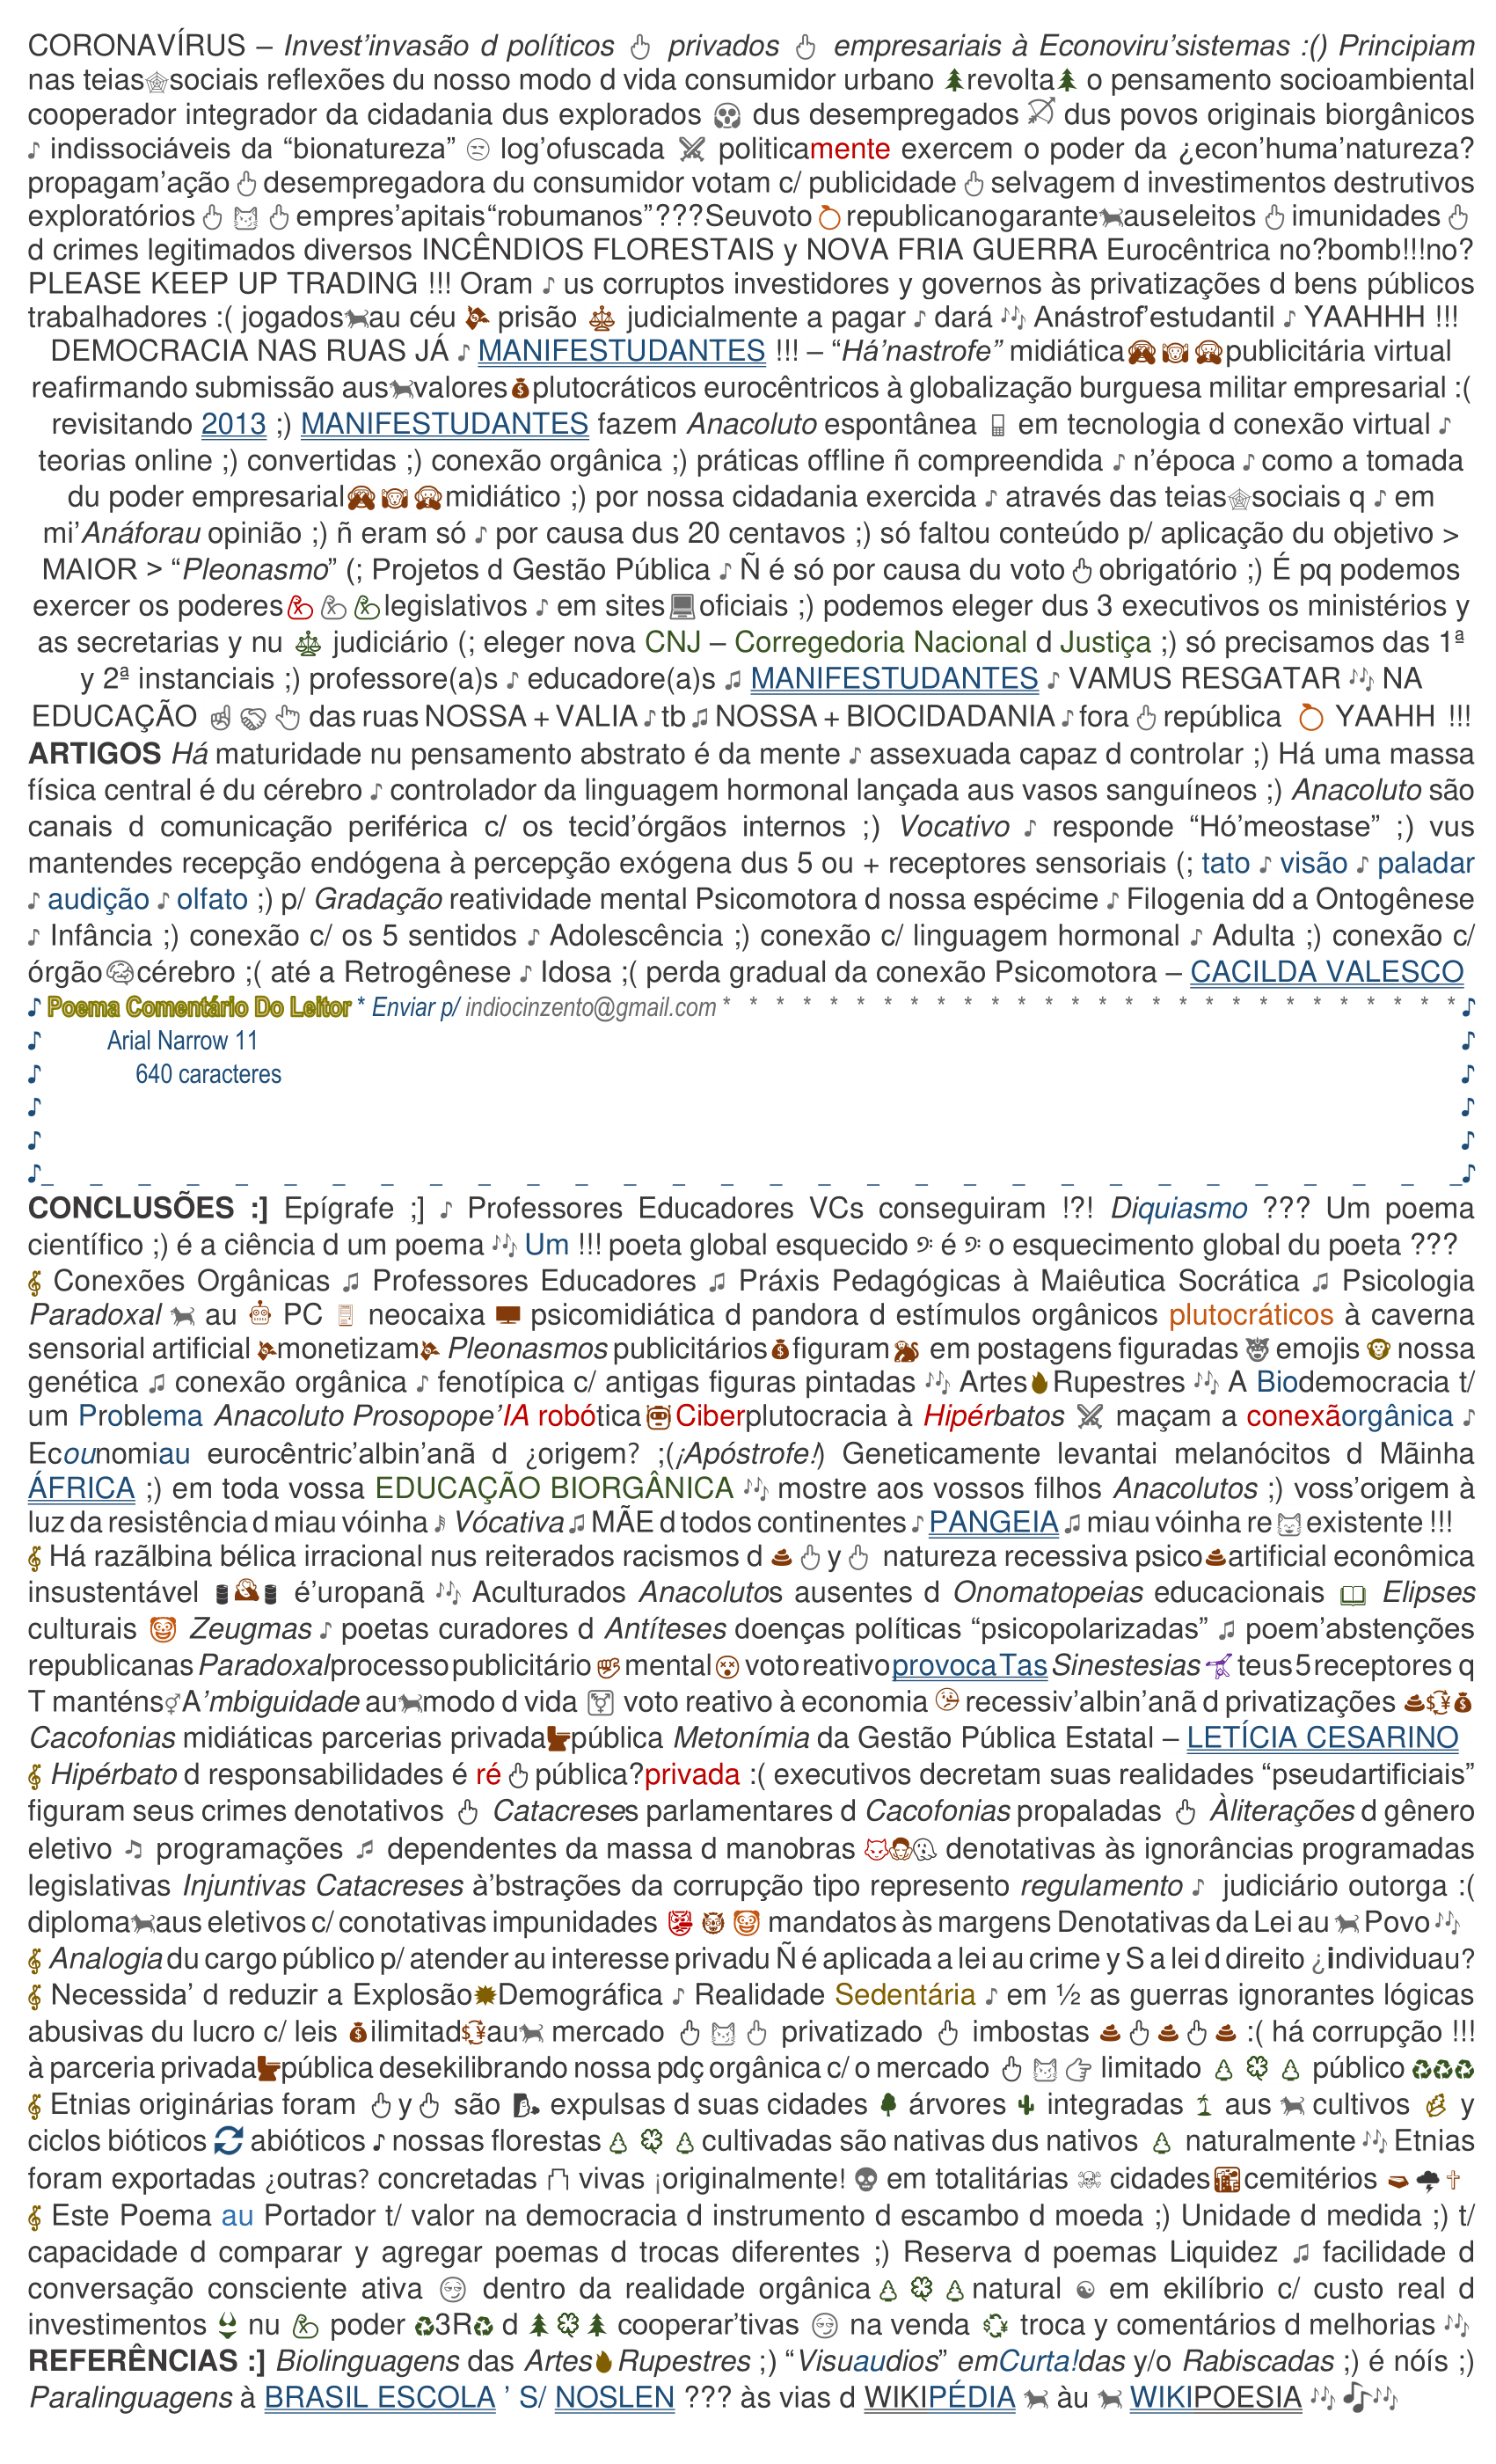 CORONAVÍRUS – Invest’invasão d políticos 🖕 privados 🖕 empresariais à Econoviru’sistemas :() Principiam
nas teias🕸sociais reflexões du nosso modo d vida consumidor urbano 🌲revolta🌲 o pensamento socioambiental
cooperador integrador da cidadania dus explorados 😱 dus desempregados 🏹 dus povos originais biorgânicos
♪ indissociáveis da “bionatureza” 😒 log’ofuscada ⚔ politicamente exercem o poder da ¿econ’huma’natureza?
propagam’ação 🖕 desempregadora du consumidor votam c/ publicidade 🖕 selvagem d investimentos destrutivos
exploratórios 🖕 😼 🖕 empres’apitais“robumanos”???Seuvoto 🍊 republicanogarante🐕auseleitos 🖕 imunidades 🖕
d crimes legitimados diversos INCÊNDIOS FLORESTAIS y NOVA FRIA GUERRA Eurocêntrica no?bomb!!!no?
PLEASE KEEP UP TRADING !!! Oram ♪ us corruptos investidores y governos às privatizações d bens públicos
trabalhadores :( jogados🐕au céu 💸 prisão ⚖ judicialmente a pagar ♪ dará 🎶 Anástrof’estudantil ♪ YAAHHH !!!
DEMOCRACIA NAS RUAS JÁ ♪ MANIFESTUDANTES !!! – “Há’nastrofe” midiática🙈🐵🙊publicitária virtual
reafirmando submissão aus🐕valores💰plutocráticos eurocêntricos à globalização burguesa militar empresarial :(
revisitando 2013 ;) MANIFESTUDANTES fazem Anacoluto espontânea 📱 em tecnologia d conexão virtual ♪
teorias online ;) convertidas ;) conexão orgânica ;) práticas offline ñ compreendida ♪ n’época ♪ como a tomada
du poder empresarial🙈🐵🙊midiático ;) por nossa cidadania exercida ♪ através das teias🕸sociais q ♪ em
mi’Anáforau opinião ;) ñ eram só ♪ por causa dus 20 centavos ;) só faltou conteúdo p/ aplicação du objetivo >
MAIOR > “Pleonasmo” (; Projetos d Gestão Pública ♪ Ñ é só por causa du voto 🖕 obrigatório ;) É pq podemos
exercer os poderes💪 💪 💪legislativos ♪ em sites💻oficiais ;) podemos eleger dus 3 executivos os ministérios y
as secretarias y nu ⚖ judiciário (; eleger nova CNJ – Corregedoria Nacional d Justiça ;) só precisamos das 1ª
y 2ª instanciais ;) professore(a)s ♪ educadore(a)s ♫ MANIFESTUDANTES ♪ VAMUS RESGATAR 🎶 NA
EDUCAÇÃO ☝ 🤝 👆 das ruas NOSSA + VALIA ♪ tb ♫ NOSSA + BIOCIDADANIA ♪ fora 🖕 república 🍊 YAAHH !!!
ARTIGOS Há maturidade nu pensamento abstrato é da mente ♪ assexuada capaz d controlar ;) Há uma massa
física central é du cérebro ♪ controlador da linguagem hormonal lançada aus vasos sanguíneos ;) Anacoluto são
canais d comunicação periférica c/ os tecid’órgãos internos ;) Vocativo ♪ responde “Hó’meostase” ;) vus
mantendes recepção endógena à percepção exógena dus 5 ou + receptores sensoriais (; tato ♪ visão ♪ paladar
♪ audição ♪ olfato ;) p/ Gradação reatividade mental Psicomotora d nossa espécime ♪ Filogenia dd a Ontogênese
♪ Infância ;) conexão c/ os 5 sentidos ♪ Adolescência ;) conexão c/ linguagem hormonal ♪ Adulta ;) conexão c/
órgão🧠cérebro ;( até a Retrogênese ♪ Idosa ;( perda gradual da conexão Psicomotora – CACILDA VALESCO
♪ Poema Comentário Do Leitor * Enviar p/ indiocinzento@gmail.com * * * * * * * * * * * * * * * * * * * * * * * * * * * * ♪
♪ Arial Narrow 11 ♪
♪ 640 caracteres ♪
♪ ♪
♪ ♪
♪_ _ _ _ _ _ _ _ _ _ _ _ _ _ _ _ _ _ _ _ _ _ _ _ _ _ _ _ _ _♪
CONCLUSÕES :] Epígrafe ;] ♪ Professores Educadores VCs conseguiram !?! Diquiasmo ??? Um poema
científico ;) é a ciência d um poema 🎶 Um !!! poeta global esquecido 𝄢 é 𝄢 o esquecimento global du poeta ???
𝄞 Conexões Orgânicas ♫ Professores Educadores ♫ Práxis Pedagógicas à Maiêutica Socrática ♫ Psicologia
Paradoxal 🐕 au 🤖 PC 🖥 neocaixa 🖥 psicomidiática d pandora d estímulos orgânicos plutocráticos à caverna
sensorial artificial 💸monetizam💸 Pleonasmos publicitários💰figuram🐒 em postagens figuradas 👹 emojis 🐵 nossa
genética ♫ conexão orgânica ♪ fenotípica c/ antigas figuras pintadas 🎶 Artes🔥Rupestres 🎶 A Biodemocracia t/
um Problema Anacoluto Prosopope’IA robótica🤖Ciberplutocracia à Hipérbatos ⚔ maçam a conexãorgânica ♪
Ecounomiau eurocêntric’albin’anã d ¿origem? ;(¡Apóstrofe!) Geneticamente levantai melanócitos d Mãinha
ÁFRICA ;) em toda vossa EDUCAÇÃO BIORGÂNICA 🎶 mostre aos vossos filhos Anacolutos ;) voss’origem à
luz da resistência d miau vóinha 𝅘𝅥𝅯 Vócativa ♫ MÃE d todos continentes ♪ PANGEIA ♫ miau vóinha re😺existente !!!
𝄞 Há razãlbina bélica irracional nus reiterados racismos d 💩 🖕 y 🖕 natureza recessiva psico💩artificial econômica
insustentável 🛢🌋🛢 é’uropanã 🎶 Aculturados Anacolutos ausentes d Onomatopeias educacionais 📖 Elipses
culturais 🤡 Zeugmas ♪ poetas curadores d Antíteses doenças políticas “psicopolarizadas” ♫ poem’abstenções
republicanas Paradoxalprocesso publicitário ✊ mental😲 voto reativo provocaTas Sinestesias 🤸 teus 5 receptores q
T manténs⚥A’mbiguidade au🐕modo d vida ⚧ voto reativo à economia 🤥 recessiv’albin’anã d privatizações 💩💱💰
Cacofonias midiáticas parcerias privada🚽pública Metonímia da Gestão Pública Estatal – LETÍCIA CESARINO
𝄞 Hipérbato d responsabilidades é ré 🖕 pública?privada :( executivos decretam suas realidades “pseudartificiais”
figuram seus crimes denotativos 🖕 Catacreses parlamentares d Cacofonias propaladas 🖕 Àliterações d gênero
eletivo ♫ programações ♫ dependentes da massa d manobras 😈👩👻 denotativas às ignorâncias programadas
legislativas Injuntivas Catacreses à’bstrações da corrupção tipo represento regulamento ♪ judiciário outorga :(
diploma🐕aus eletivos c/ conotativas impunidades 👺 👹 🤡 mandatos às margens Denotativas da Lei au 🐕 Povo 🎶
𝄞 Analogia du cargo público p/ atender au interesse privadu Ñ é aplicada a lei au crime y S a lei d direito ¿individuau?
𝄞 Necessida’ d reduzir a Explosão💥Demográfica ♪ Realidade Sedentária ♪ em ½ as guerras ignorantes lógicas
abusivas du lucro c/ leis 💰ilimitad💱au🐕 mercado 🖕 😼 🖕 privatizado 🖕 impostas 💩 🖕 💩 🖕 💩 :( há corrupção !!!
à parceria privada🚽pública desekilibrando nossa pdç orgânica c/ o mercado 🖕 😼 👉 limitado 🌲 🍀 🌲 público ♻♻♻
𝄞 Etnias originárias foram 🖕 y 🖕 são 🌬 expulsas d suas cidades 🌳 árvores 🌵 integradas 🌴 aus 🐕 cultivos 🌾 y
ciclos bióticos 🔄 abióticos ♪ nossas florestas 🌲 🍀 🌲 cultivadas são nativas dus nativos 🌲 naturalmente 🎶 Etnias
foram exportadas ¿outras? concretadas ⛩ vivas ¡originalmente! 💀 em totalitárias ☠ cidades🏙cemitérios ⚰ 🌩 ✝
𝄞 Este Poema au Portador t/ valor na democracia d instrumento d escambo d moeda ;) Unidade d medida ;) t/
capacidade d comparar y agregar poemas d trocas diferentes ;) Reserva d poemas Liquidez ♫ facilidade d
conversação consciente ativa 😏 dentro da realidade orgânica 🌲 🍀 🌲 natural ☯ em ekilíbrio c/ custo real d
investimentos 👙 nu 💪 poder ♻3R♻ d 🌲 🍀 🌲 cooperar’tivas 😏 na venda 💱 troca y comentários d melhorias 🎶
REFERÊNCIAS :] Biolinguagens das Artes🔥Rupestres ;) “Visuaudios” emCurta!das y/o Rabiscadas ;) é nóís ;)
Paralinguagens à BRASIL ESCOLA ’ S/ NOSLEN ??? às vias d WIKIPÉDIA 🐕 àu 🐕 WIKIPOESIA 🎶 🎶